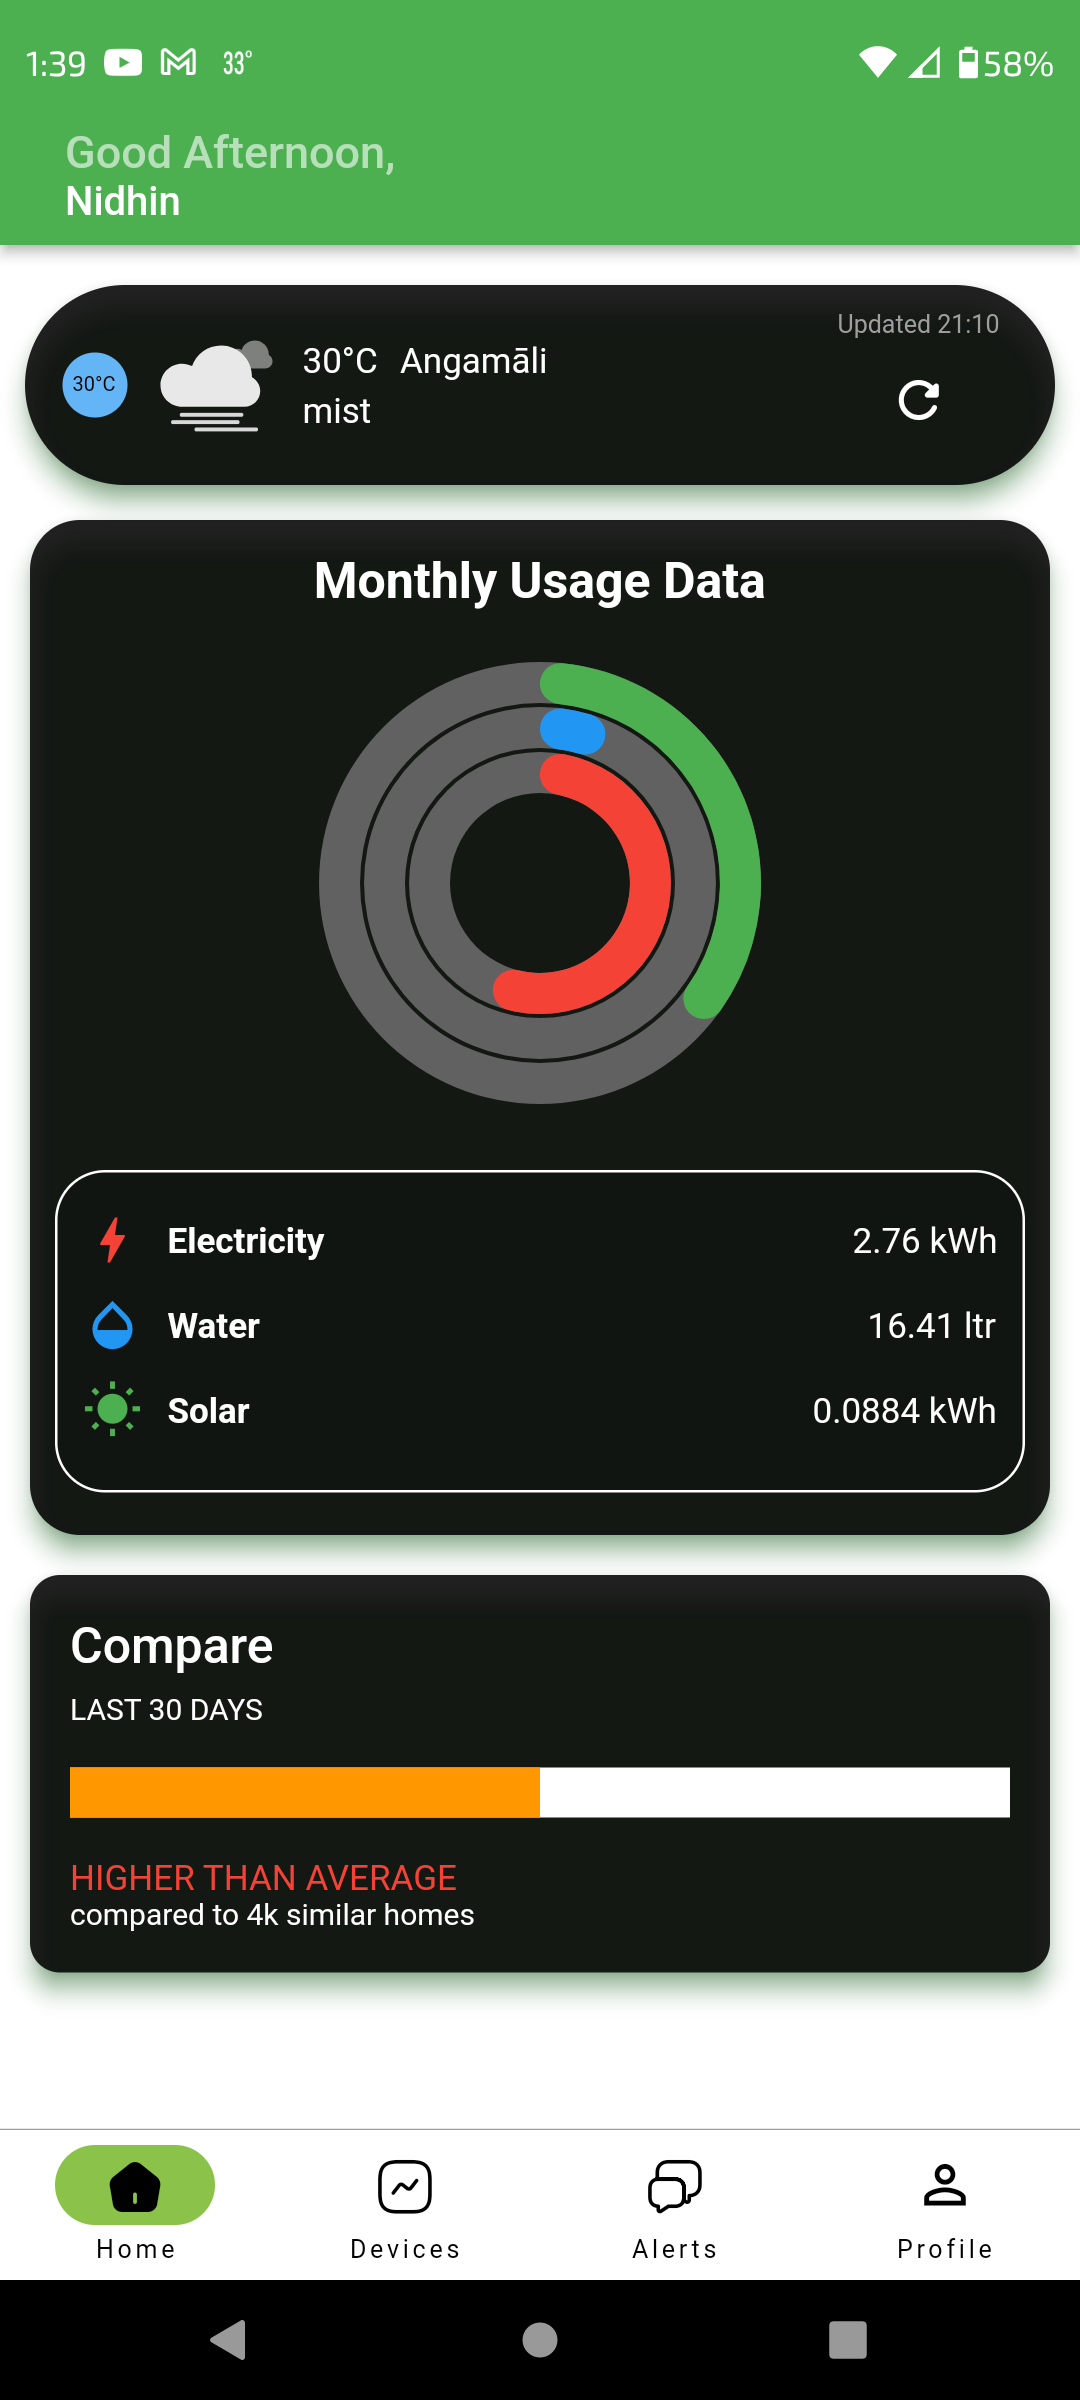 1:39 33° 58%
Good Afternoon,
Nidhin
Updated 21:10
30°C 30°C Angamāli
mist
Monthly Usage Data
Electricity 2.76 kWh
Water 16.41 ltr
Solar 0.0884 kWh
Compare
LAST 30 DAYS
HIGHER THAN AVERAGE
compared to 4k similar homes
Home Devices Alerts Profile